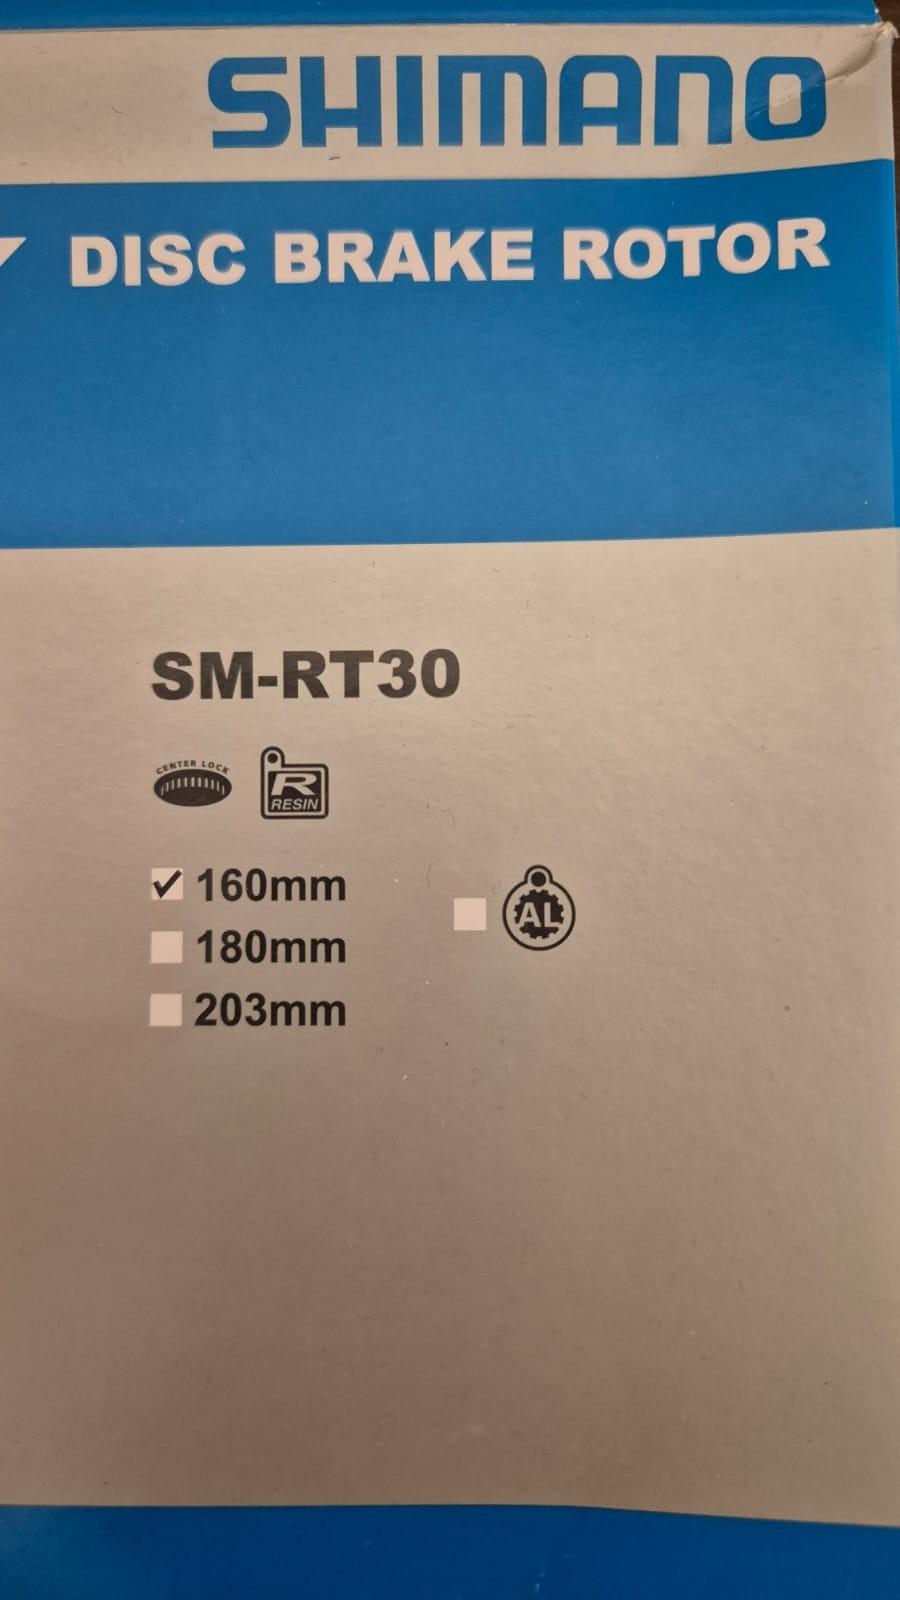 SHIMANO
DISC BRAKE ROTOR
SM-RT30
CENTER LOCK
R
RESIN
160mm
AL
180mm
203mm